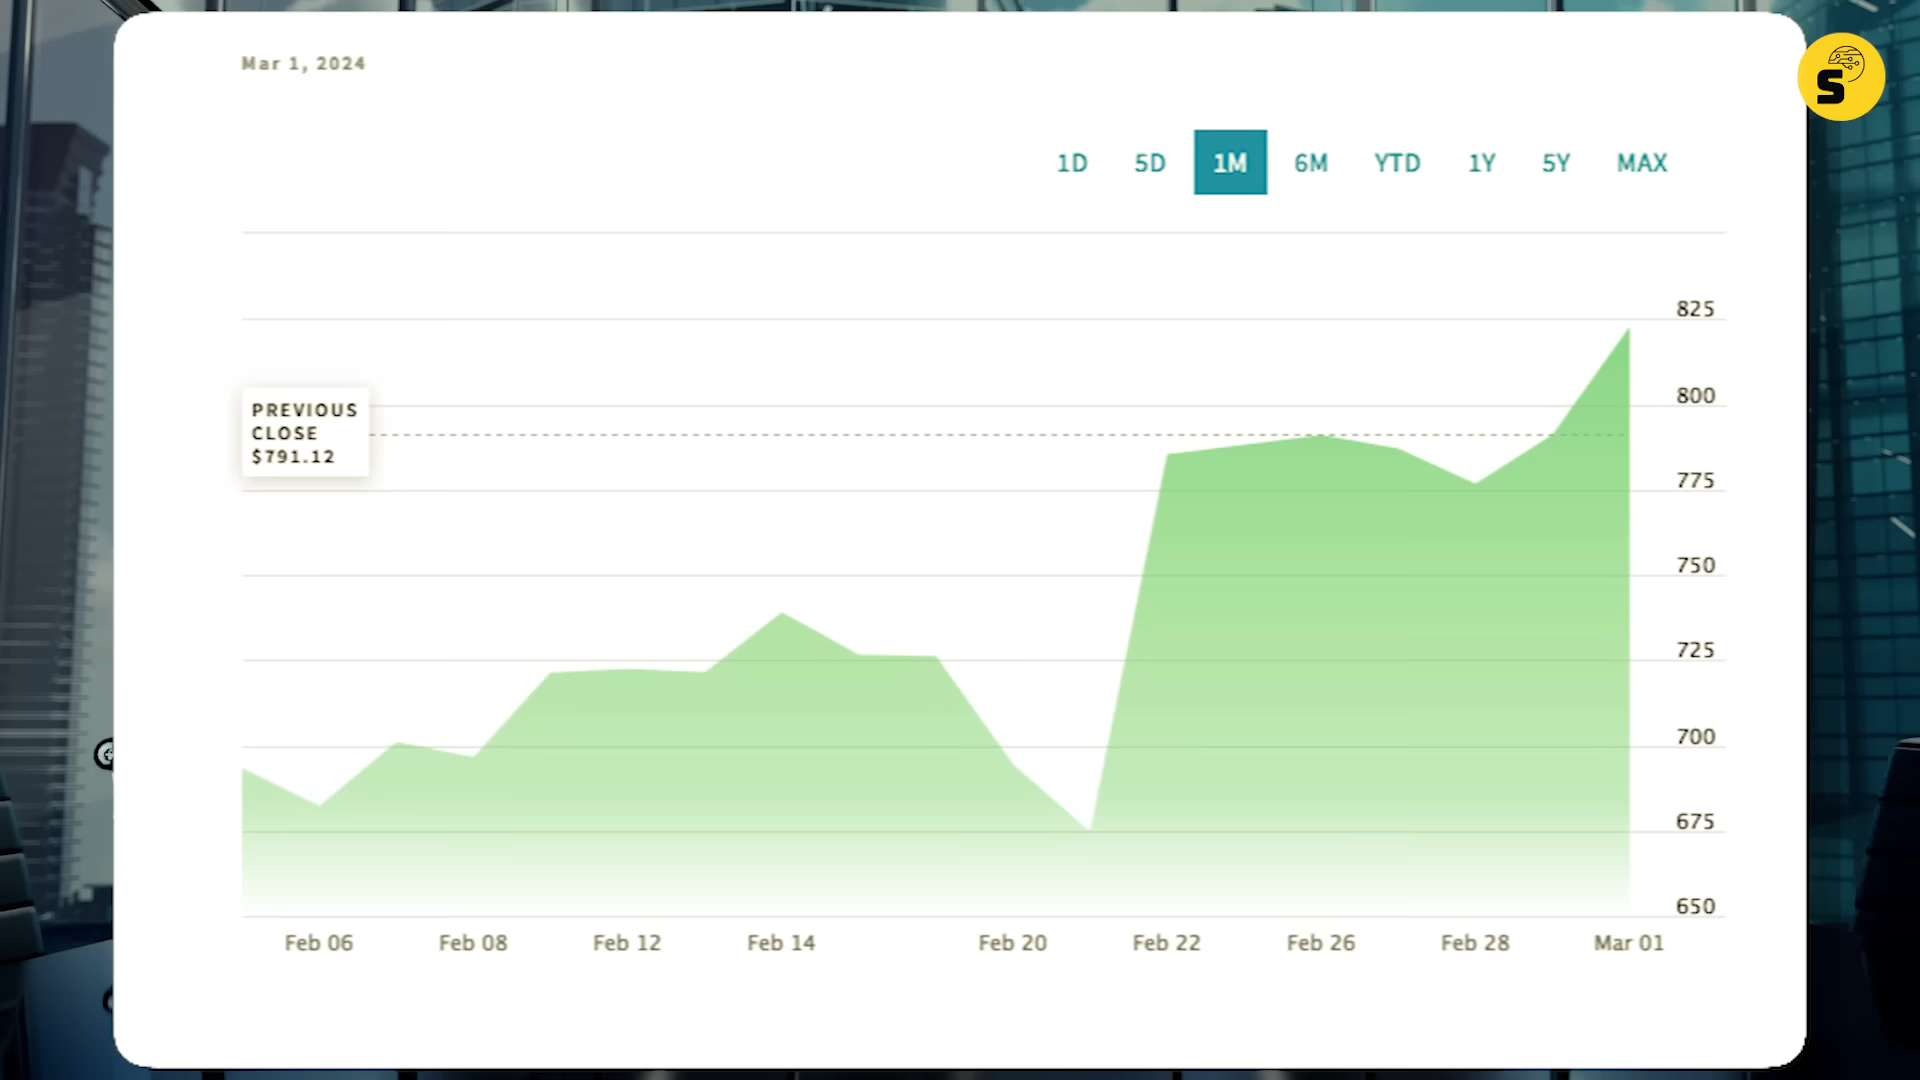 Mar 1, 2024
S
1D 5D 1M 6M YTD 1Y 5Y MAX
825
800
PREVIOUS
CLOSE
$791.12
775
750
725
700
675
650
Feb 06 Feb 08 Feb 12 Feb 14 Feb 20 Feb 22 Feb 26 Feb 28 Mar 01